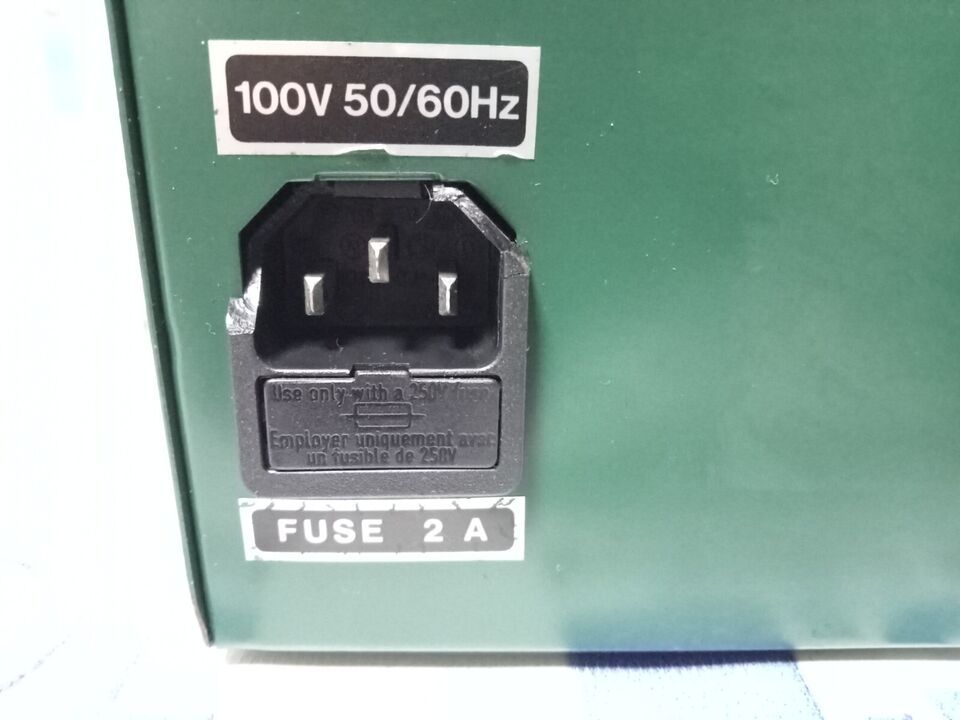 100V 50/60Hz
Use only with a 250V fuse
Employer uniquement avec
un fusible de 250V
FUSE 2 A